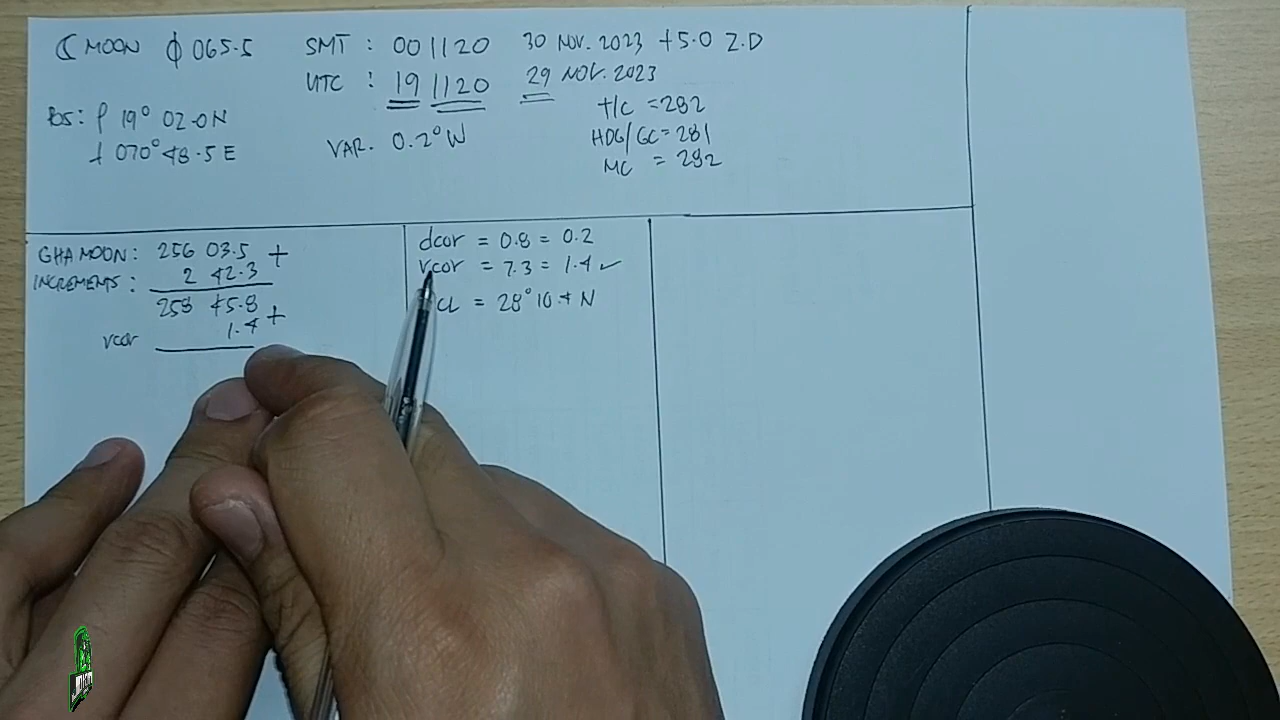 ☾ MOON ϕ 065.5
SMT : 001120 30 NOV. 2023 +5.0 Z.D
UTC : 19 1120 29 NOV. 2023
T/C = 282
POS: φ 19° 02.0N
λ 070° 48.5 E
VAR. 0.2° W
HDG/GC = 281
MC = 282
GHA MOON: 256 03.5 +
INCREMENTS: 2 42.3
258 45.8 +
vcor 1.4
dcor = 0.8 = 0.2
vcor = 7.3 = 1.4 ✓
cL = 28° 10.4 N